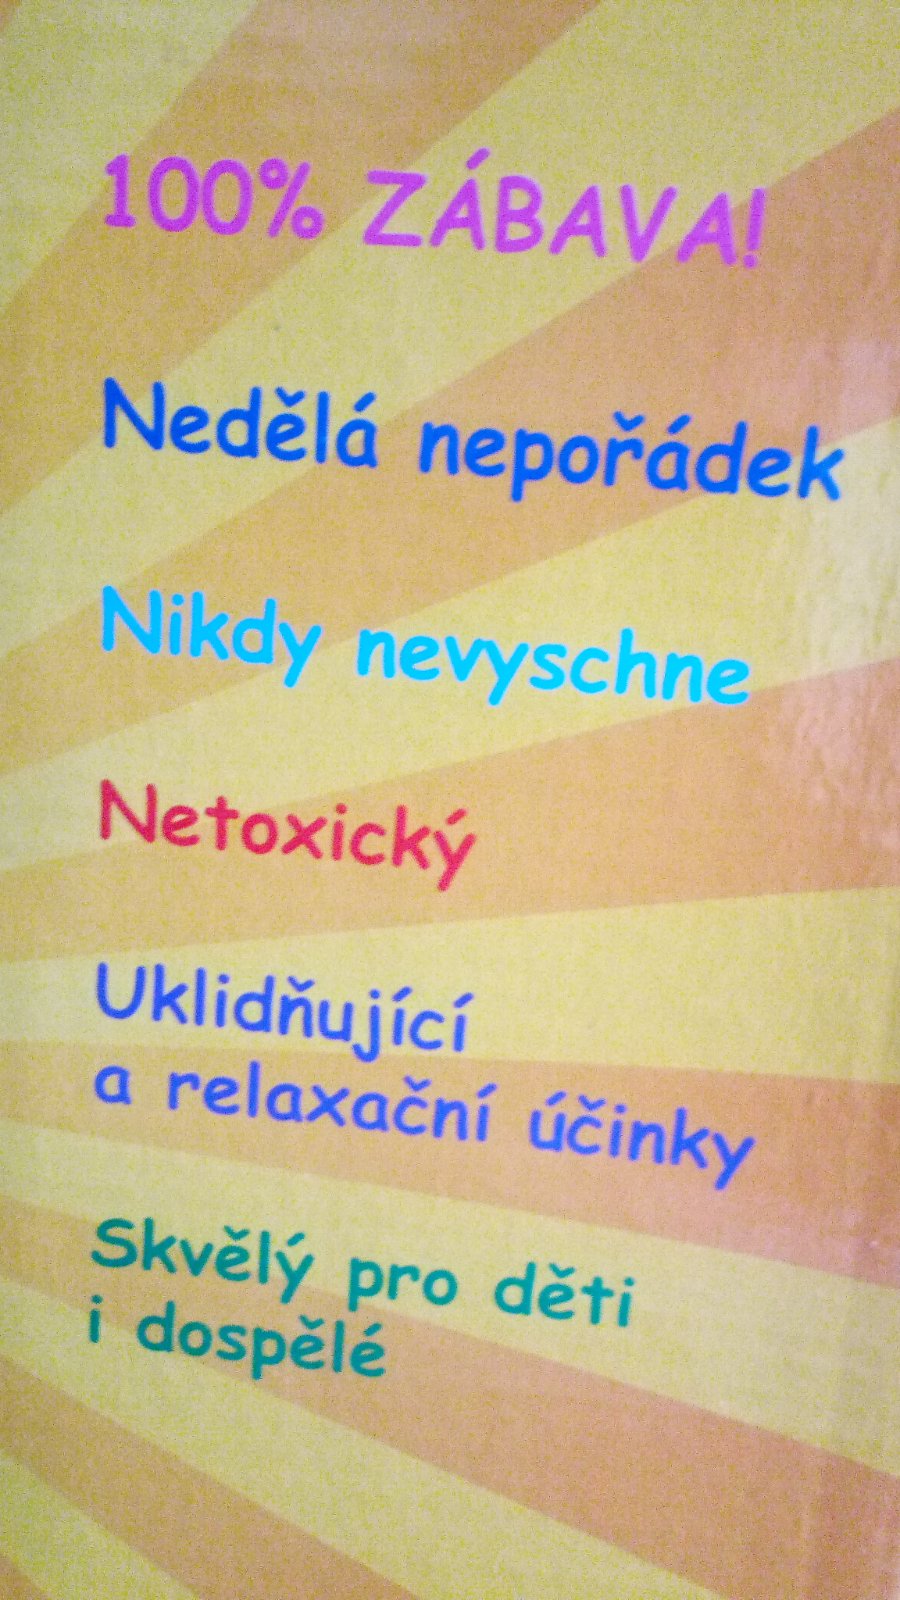 100% ZÁBAVA!
Nedělá nepořádek
Nikdy nevyschne
Netoxický
Uklidňující
a relaxační účinky
Skvělý pro děti
i dospělé